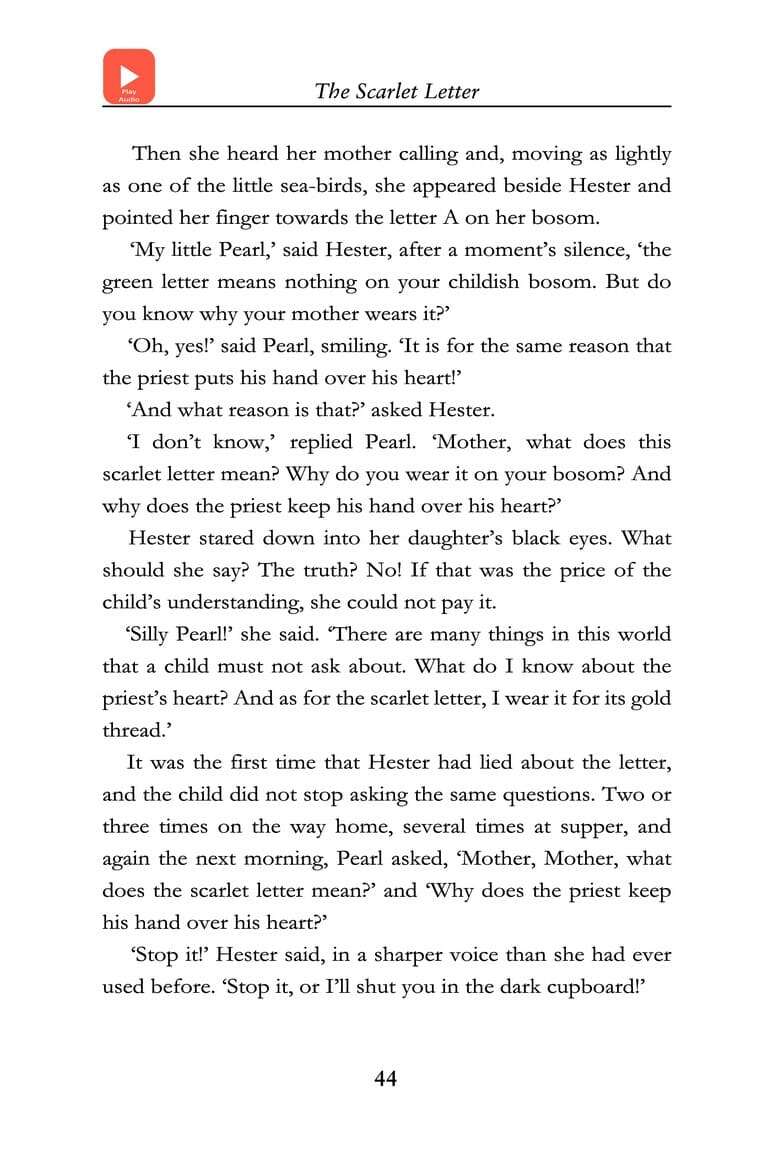 Play
Audio
The Scarlet Letter
Then she heard her mother calling and, moving as lightly
as one of the little sea-birds, she appeared beside Hester and
pointed her finger towards the letter A on her bosom.
‘My little Pearl,’ said Hester, after a moment’s silence, ‘the
green letter means nothing on your childish bosom. But do
you know why your mother wears it?’
‘Oh, yes!’ said Pearl, smiling. ‘It is for the same reason that
the priest puts his hand over his heart!’
‘And what reason is that?’ asked Hester.
‘I don’t know,’ replied Pearl. ‘Mother, what does this
scarlet letter mean? Why do you wear it on your bosom? And
why does the priest keep his hand over his heart?’
Hester stared down into her daughter’s black eyes. What
should she say? The truth? No! If that was the price of the
child’s understanding, she could not pay it.
‘Silly Pearl!’ she said. ‘There are many things in this world
that a child must not ask about. What do I know about the
priest’s heart? And as for the scarlet letter, I wear it for its gold
thread.’
It was the first time that Hester had lied about the letter,
and the child did not stop asking the same questions. Two or
three times on the way home, several times at supper, and
again the next morning, Pearl asked, ‘Mother, Mother, what
does the scarlet letter mean?’ and ‘Why does the priest keep
his hand over his heart?’
‘Stop it!’ Hester said, in a sharper voice than she had ever
used before. ‘Stop it, or I’ll shut you in the dark cupboard!’
44